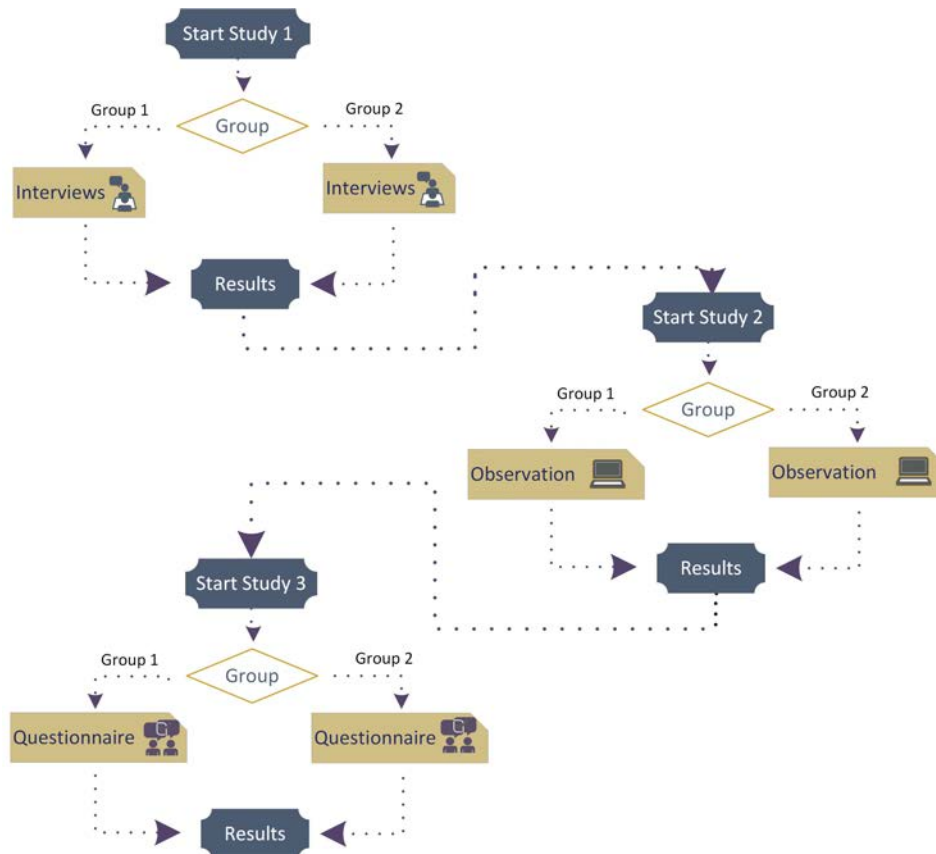 Start Study 1
Group 1
Group 2
Group
Interviews
Interviews
Results
Start Study 2
Group 1
Group 2
Group
Observation
Observation
Results
Start Study 3
Group 1
Group 2
Group
Questionnaire
Questionnaire
Results